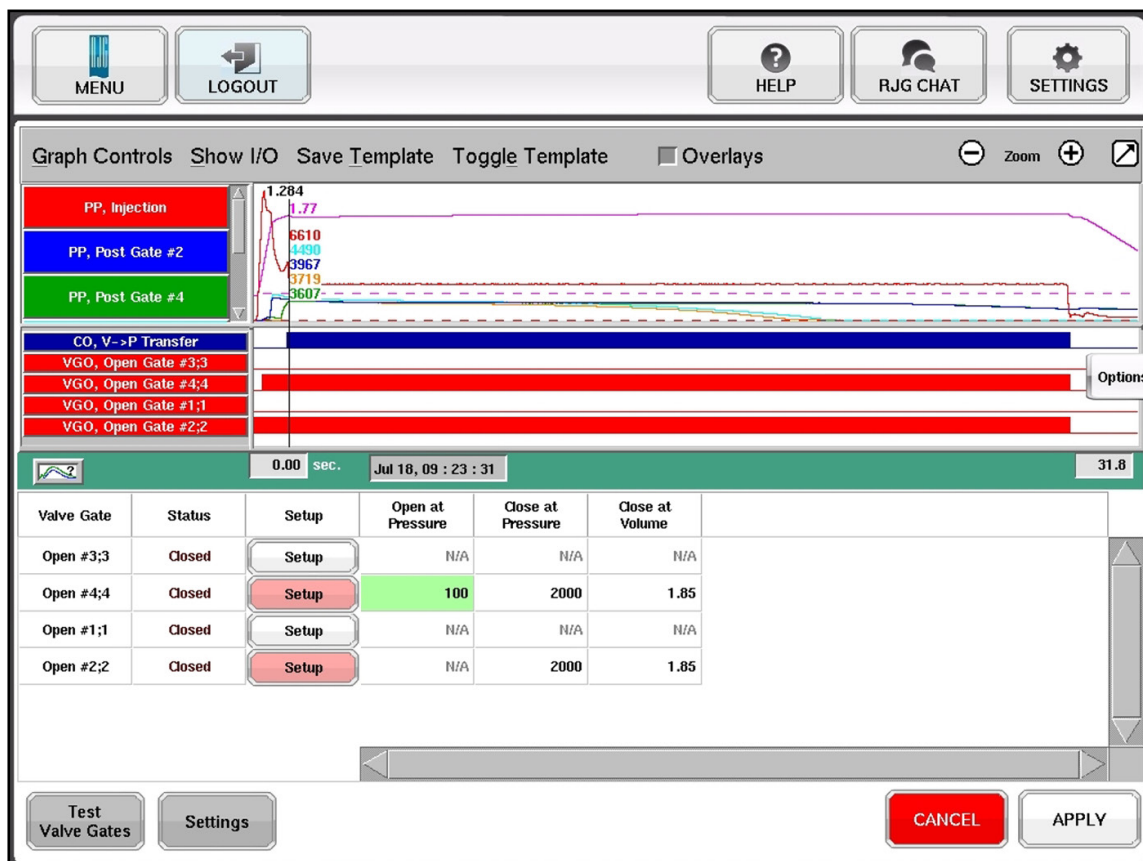 RJG
MENU
LOGOUT
HELP
RJG CHAT
SETTINGS
Graph Controls Show I/O Save Template Toggle Template Overlays Zoom
PP, Injection
PP, Post Gate #2
PP, Post Gate #4
1.284
1.77
6610
4490
3967
3719
3607
CO, V->P Transfer
VGO, Open Gate #3;3
VGO, Open Gate #4;4
VGO, Open Gate #1;1
VGO, Open Gate #2;2
Options
0.00 sec. Jul 18, 09 : 23 : 31 31.8
Valve Gate Status Setup Open at Pressure Close at Pressure Close at Volume
Open #3;3 Closed Setup N/A N/A N/A
Open #4;4 Closed Setup 100 2000 1.85
Open #1;1 Closed Setup N/A N/A N/A
Open #2;2 Closed Setup N/A 2000 1.85
Test
Valve Gates
Settings
CANCEL
APPLY